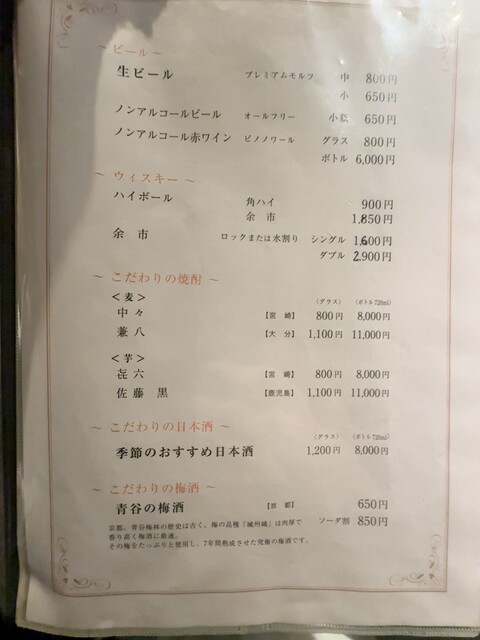 ～ ビール～
生ビール プレミアムモルツ 中 800円
小 650円
ノンアルコールビール オールフリー 小瓶 650円
ノンアルコール赤ワイン ピノノワール グラス 800円
ボトル 6,000円
～ ウィスキー ～
ハイボール 角ハイ 900円
余 市 1,850円
余 市 ロックまたは水割り シングル 1,600円
ダブル 2,900円
～ こだわりの焼酎 ～
＜麦＞ （グラス） （ボトル720ml）
中々 【宮 崎】 800円 8,000円
兼八 【大 分】 1,100円 11,000円
＜芋＞
㐂六 【宮 崎】 800円 8,000円
佐藤 黒 【鹿児島】 1,100円 11,000円
～ こだわりの日本酒 ～ （グラス） （ボトル720ml）
季節のおすすめ日本酒 1,200円 8,000円
～ こだわりの梅酒 ～
青谷の梅酒 【京 都】 650円
京都、青谷梅林の歴史は古く、梅の品種「城州城」は肉厚で ソーダ割 850円
香り高く梅酒に最適。
その梅をたっぷりと使用し、7年間熟成させた究極の梅酒です。